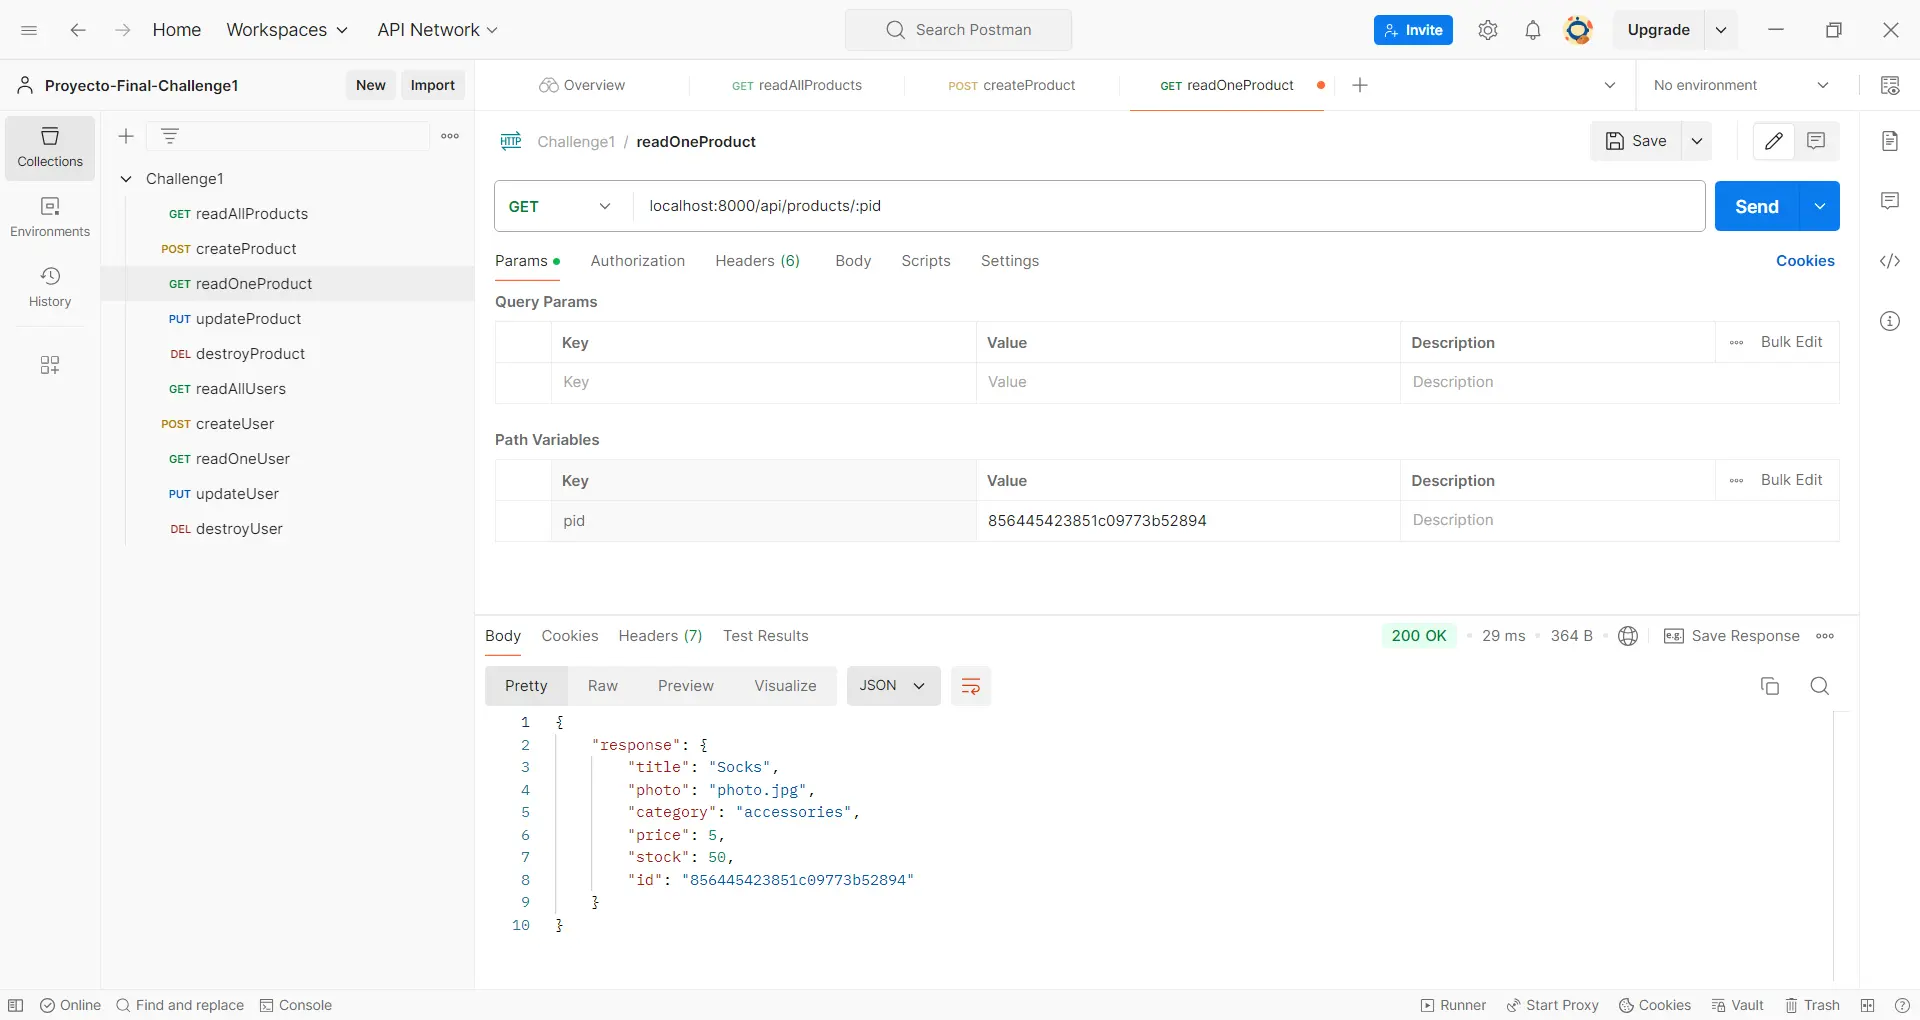 Home Workspaces API Network Search Postman Invite Upgrade
Proyecto-Final-Challenge1 New Import Overview GET readAllProducts POST createProduct GET readOneProduct No environment
Collections
Environments
History
Challenge1
GET readAllProducts
POST createProduct
GET readOneProduct
PUT updateProduct
DEL destroyProduct
GET readAllUsers
POST createUser
GET readOneUser
PUT updateUser
DEL destroyUser
HTTP Challenge1 / readOneProduct Save
GET localhost:8000/api/products/:pid Send
Params Authorization Headers (6) Body Scripts Settings Cookies
Query Params
Key Value Description Bulk Edit
Key Value Description
Path Variables
Key Value Description Bulk Edit
pid 856445423851c09773b52894 Description
Body Cookies Headers (7) Test Results 200 OK 29 ms 364 B e.g. Save Response
Pretty Raw Preview Visualize JSON
1 {
2 "response": {
3 "title": "Socks",
4 "photo": "photo.jpg",
5 "category": "accessories",
6 "price": 5,
7 "stock": 50,
8 "id": "856445423851c09773b52894"
9 }
10 }
Online Find and replace Console Runner Start Proxy Cookies Vault Trash